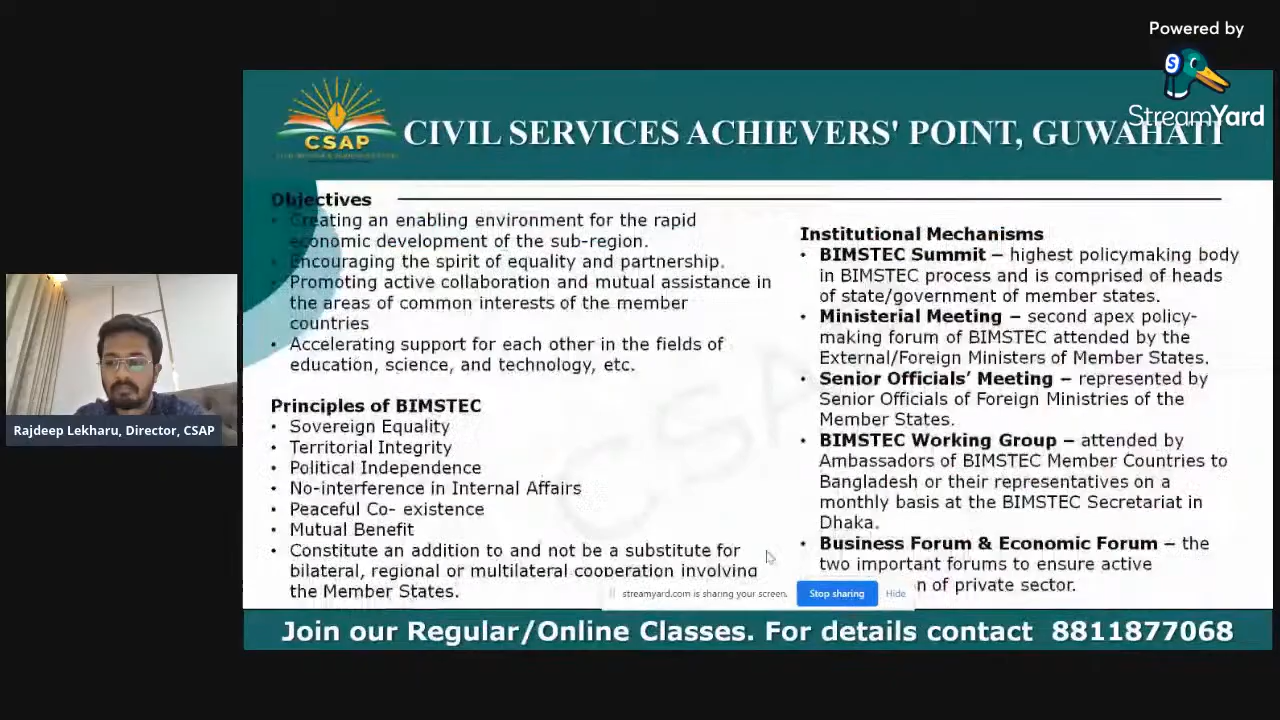 Powered by
StreamYard
CSAP
CIVIL SERVICES ACHIEVERS' POINT, GUWAHATI
Objectives
• Creating an enabling environment for the rapid
economic development of the sub-region.
• Encouraging the spirit of equality and partnership.
• Promoting active collaboration and mutual assistance in
the areas of common interests of the member
countries
• Accelerating support for each other in the fields of
education, science, and technology, etc.
Principles of BIMSTEC
• Sovereign Equality
• Territorial Integrity
• Political Independence
• No-interference in Internal Affairs
• Peaceful Co- existence
• Mutual Benefit
• Constitute an addition to and not be a substitute for
bilateral, regional or multilateral cooperation involving
the Member States.
Institutional Mechanisms
• BIMSTEC Summit – highest policymaking body
in BIMSTEC process and is comprised of heads
of state/government of member states.
• Ministerial Meeting – second apex policy-
making forum of BIMSTEC attended by the
External/Foreign Ministers of Member States.
• Senior Officials’ Meeting – represented by
Senior Officials of Foreign Ministries of the
Member States.
• BIMSTEC Working Group – attended by
Ambassadors of BIMSTEC Member Countries to
Bangladesh or their representatives on a
monthly basis at the BIMSTEC Secretariat in
Dhaka.
• Business Forum & Economic Forum – the
two important forums to ensure active
n of private sector.
CSA
streamyard.com is sharing your screen.
Stop sharing
Hide
Rajdeep Lekharu, Director, CSAP
Join our Regular/Online Classes. For details contact 8811877068